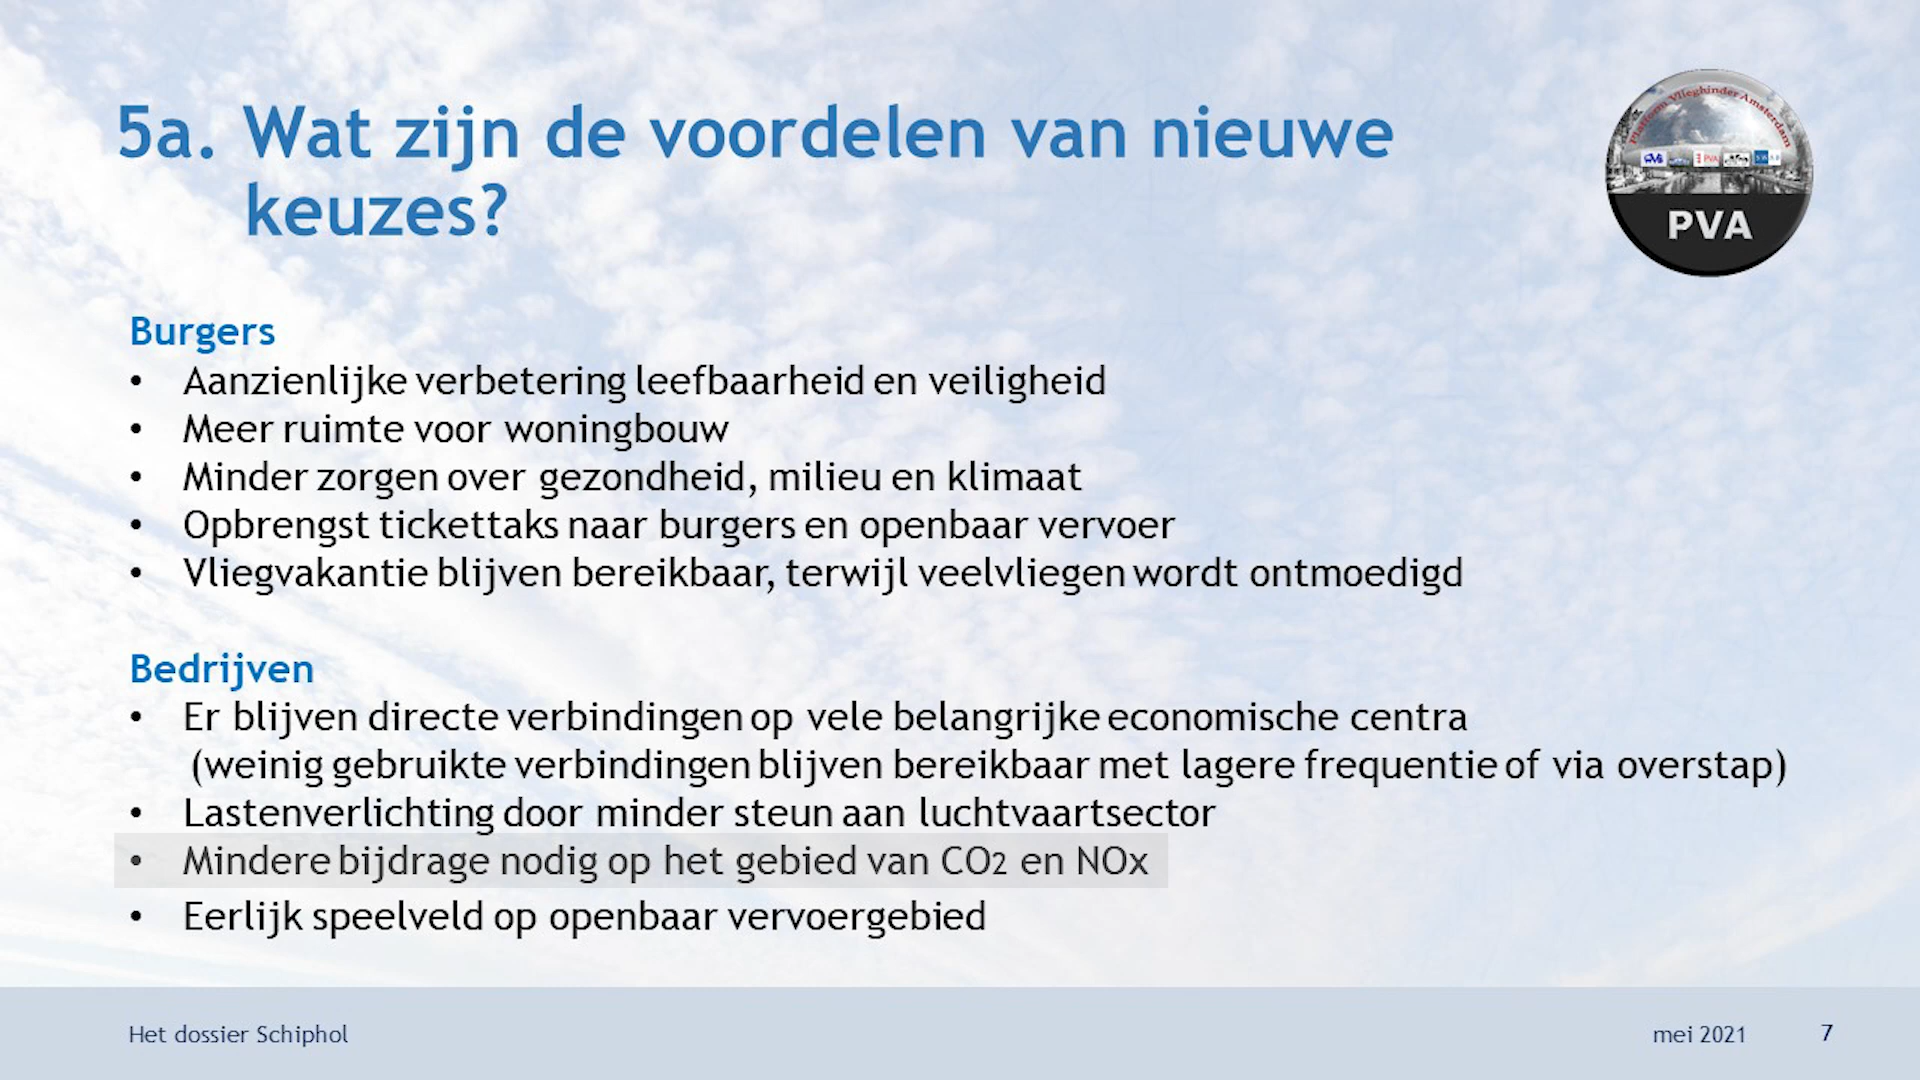 5a. Wat zijn de voordelen van nieuwe
keuzes?
Platform Vlieghinder Amsterdam
PVA
PVA
Burgers
• Aanzienlijke verbetering leefbaarheid en veiligheid
• Meer ruimte voor woningbouw
• Minder zorgen over gezondheid, milieu en klimaat
• Opbrengst tickettaks naar burgers en openbaar vervoer
• Vliegvakantie blijven bereikbaar, terwijl veelvliegen wordt ontmoedigd
Bedrijven
• Er blijven directe verbindingen op vele belangrijke economische centra
(weinig gebruikte verbindingen blijven bereikbaar met lagere frequentie of via overstap)
• Lastenverlichting door minder steun aan luchtvaartsector
• Mindere bijdrage nodig op het gebied van CO2 en NOx
• Eerlijk speelveld op openbaar vervoergebied
Het dossier Schiphol
mei 2021
7